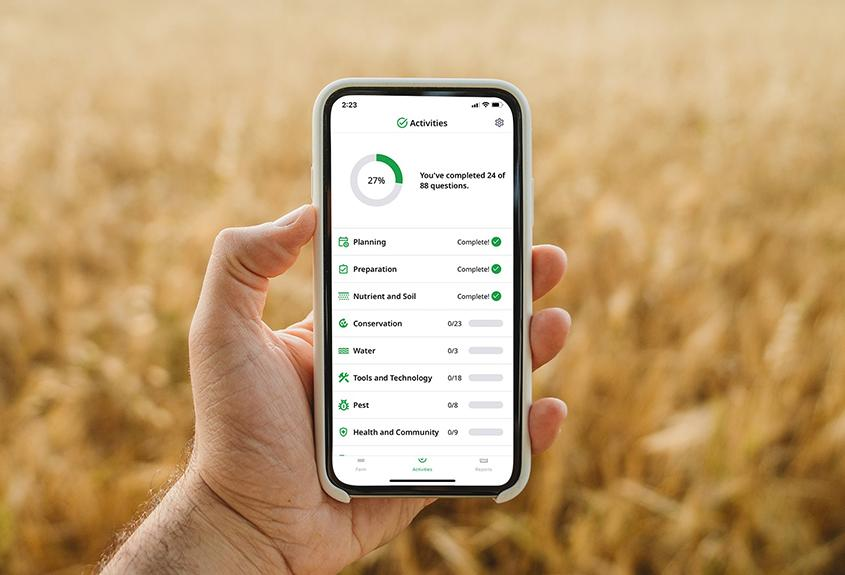 2:23
Activities
27%
You've completed 24 of
88 questions.
Planning Complete!
Preparation Complete!
Nutrient and Soil Complete!
Conservation 0/23
Water 0/3
Tools and Technology 0/18
Pest 0/8
Health and Community 0/9
Farm Activities Reports